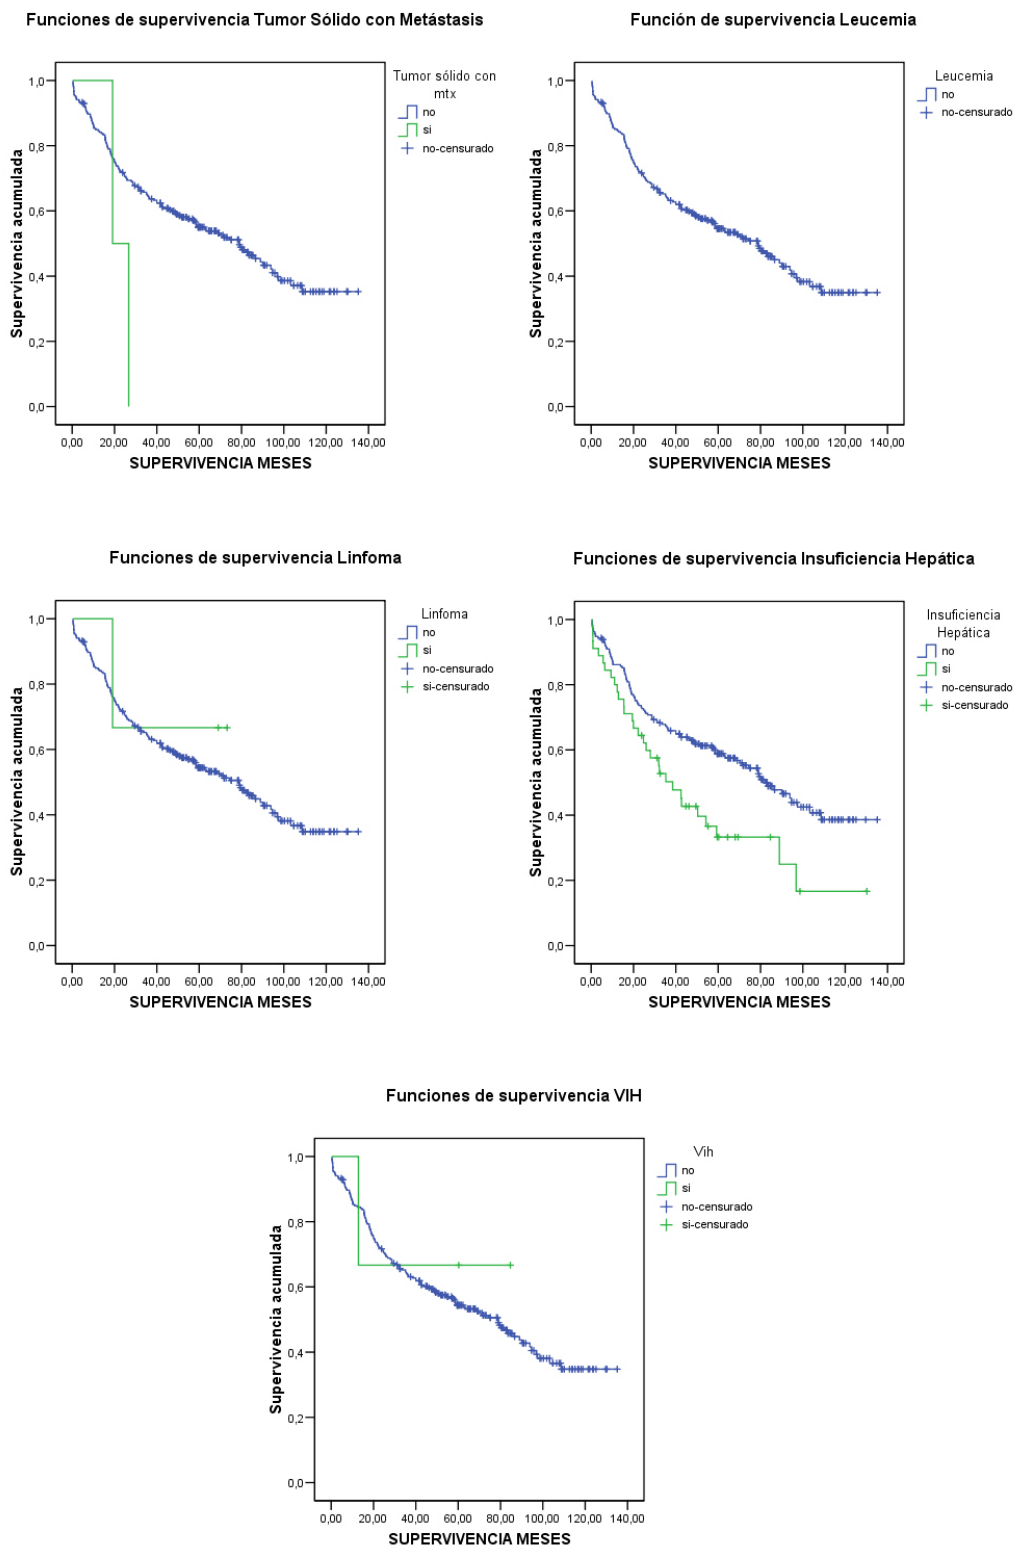 Funciones de supervivencia Tumor Sólido con Metástasis
Tumor sólido con
mtx
no
si
no-censurado
Supervivencia acumulada
1,0
0,8
0,6
0,4
0,2
0,0
0,00 20,00 40,00 60,00 80,00 100,00 120,00 140,00
SUPERVIVENCIA MESES
Función de supervivencia Leucemia
Leucemia
no
no-censurado
Supervivencia acumulada
1,0
0,8
0,6
0,4
0,2
0,0
0,00 20,00 40,00 60,00 80,00 100,00 120,00 140,00
SUPERVIVENCIA MESES
Funciones de supervivencia Linfoma
Linfoma
no
si
no-censurado
si-censurado
Supervivencia acumulada
1,0
0,8
0,6
0,4
0,2
0,0
0,00 20,00 40,00 60,00 80,00 100,00 120,00 140,00
SUPERVIVENCIA MESES
Funciones de supervivencia Insuficiencia Hepática
Insuficiencia
Hepática
no
si
no-censurado
si-censurado
Supervivencia acumulada
1,0
0,8
0,6
0,4
0,2
0,0
0,00 20,00 40,00 60,00 80,00 100,00 120,00 140,00
SUPERVIVENCIA MESES
Funciones de supervivencia VIH
Vih
no
si
no-censurado
si-censurado
Supervivencia acumulada
1,0
0,8
0,6
0,4
0,2
0,0
0,00 20,00 40,00 60,00 80,00 100,00 120,00 140,00
SUPERVIVENCIA MESES